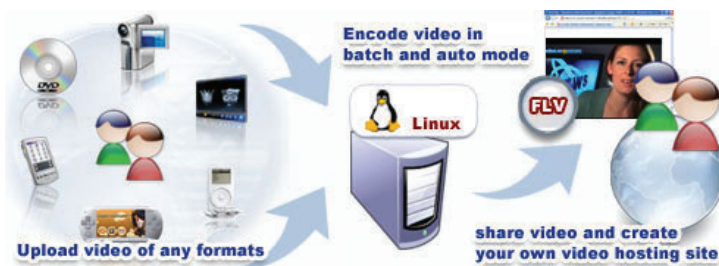 DVD
Upload video of any formats
Encode video in
batch and auto mode
Linux
FLV
share video and create
your own video hosting site